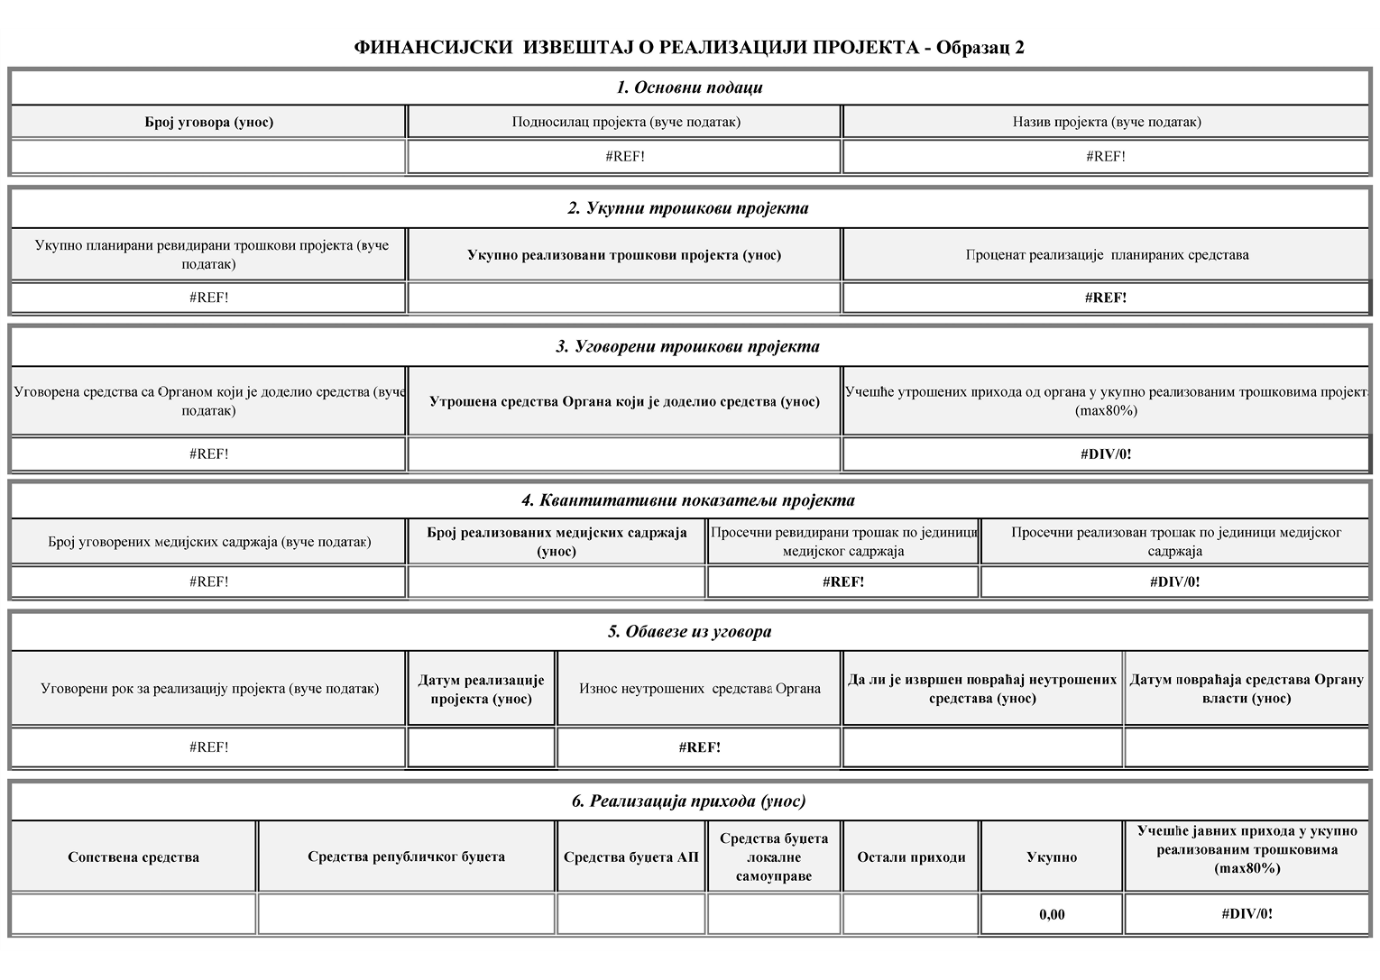 ФИНАНСИЈСКИ ИЗВЕШТАЈ О РЕАЛИЗАЦИЈИ ПРОЈЕКТА - Образац 2
1. Основни подаци
Број уговора (унос)
Подносилац пројекта (вуче податак)
Назив пројекта (вуче податак)
#REF!
#REF!
2. Укупни трошкови пројекта
Укупно планирани ревидирани трошкови пројекта (вуче
податак)
Укупно реализовани трошкови пројекта (унос)
Проценат реализације планираних средстава
#REF!
#REF!
3. Уговорени трошкови пројекта
Уговорена средства са Органом који је доделио средства (вуче
податак)
Утрошена средства Органа који је доделио средства (унос)
Учешће утрошених прихода од органа у укупно реализованим трошковима пројект
(max80%)
#REF!
#DIV/0!
4. Квантитативни показатељи пројекта
Број уговорених медијских садржаја (вуче податак)
Број реализованих медијских садржаја
(унос)
Просечни ревидирани трошак по јединици
медијског садржаја
Просечни реализован трошак по јединици медијског
садржаја
#REF!
#REF!
#DIV/0!
5. Обавезе из уговора
Уговорени рок за реализацију пројекта (вуче податак)
Датум реализације
пројекта (унос)
Износ неутрошених средстава Органа
Да ли је извршен повраћај неутрошених
средстава (унос)
Датум повраћаја средстава Органу
власти (унос)
#REF!
#REF!
6. Реализација прихода (унос)
Сопствена средства
Средства републичког буџета
Средства буџета АП
Средства буџета
локалне
самоуправе
Остали приходи
Укупно
Учешће јавних прихода у укупно
реализованим трошковима
(max80%)
0,00
#DIV/0!